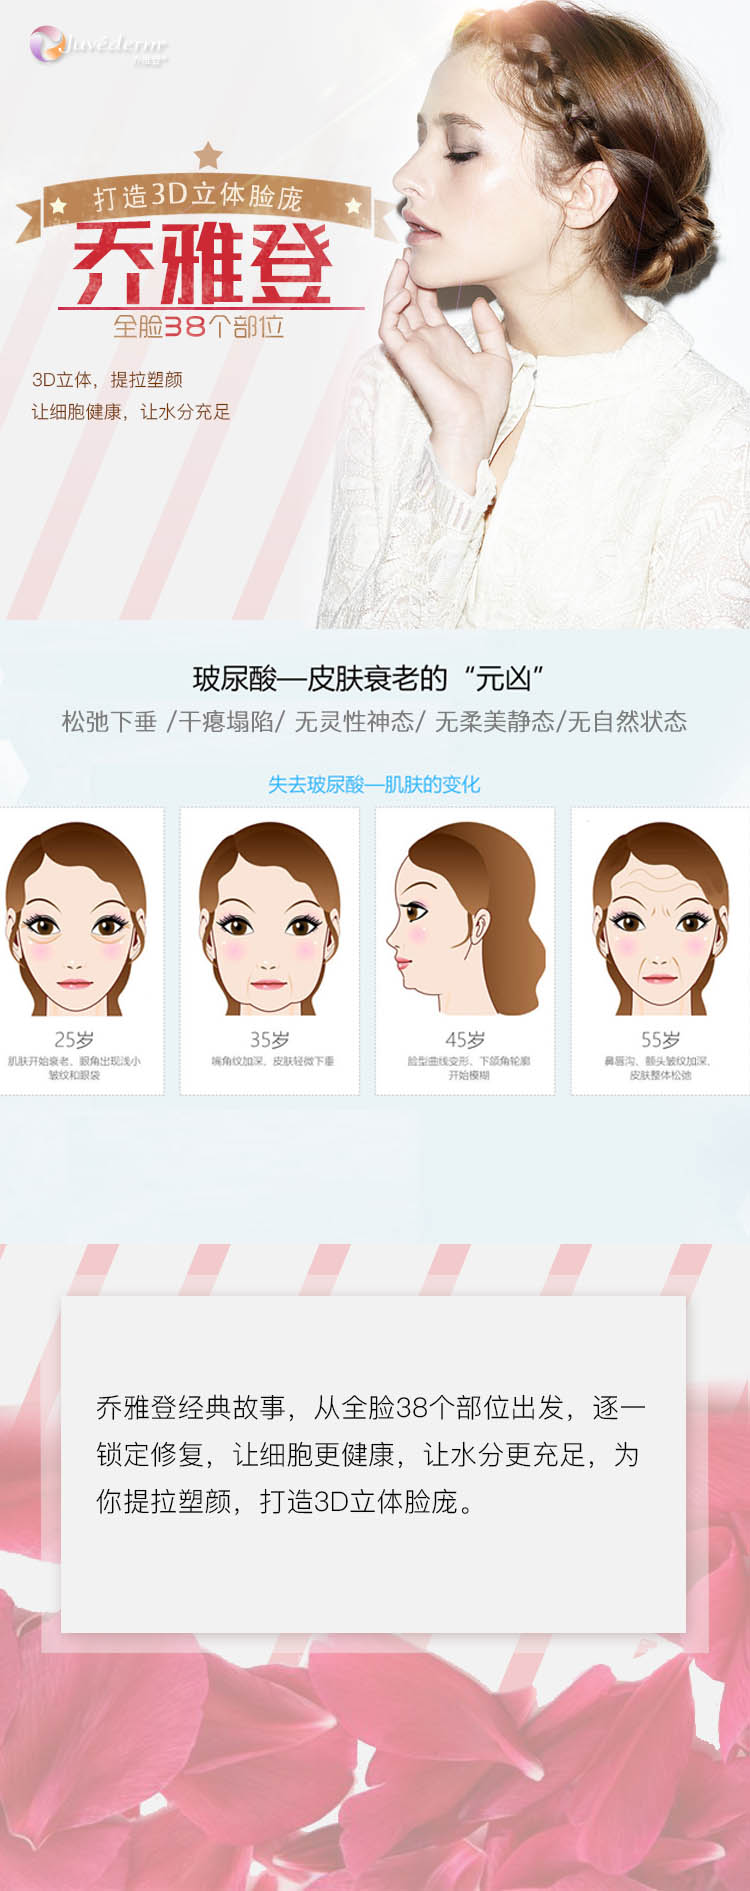 Juvéderm
乔雅登
打造3D立体脸庞
乔雅登
全脸38个部位
3D立体，提拉塑颜
让细胞健康，让水分充足
玻尿酸—皮肤衰老的“元凶”
松弛下垂 /干瘪塌陷/ 无灵性神态/ 无柔美静态/无自然状态
失去玻尿酸—肌肤的变化
25岁
肌肤开始衰老、眼角出现浅小
皱纹和眼袋
35岁
嘴角纹加深、皮肤轻微下垂
45岁
脸型曲线变形、下颌角轮廓
开始模糊
55岁
鼻唇沟、额头皱纹加深、
皮肤整体松弛
乔雅登经典故事，从全脸38个部位出发，逐一
锁定修复，让细胞更健康，让水分更充足，为
你提拉塑颜，打造3D立体脸庞。